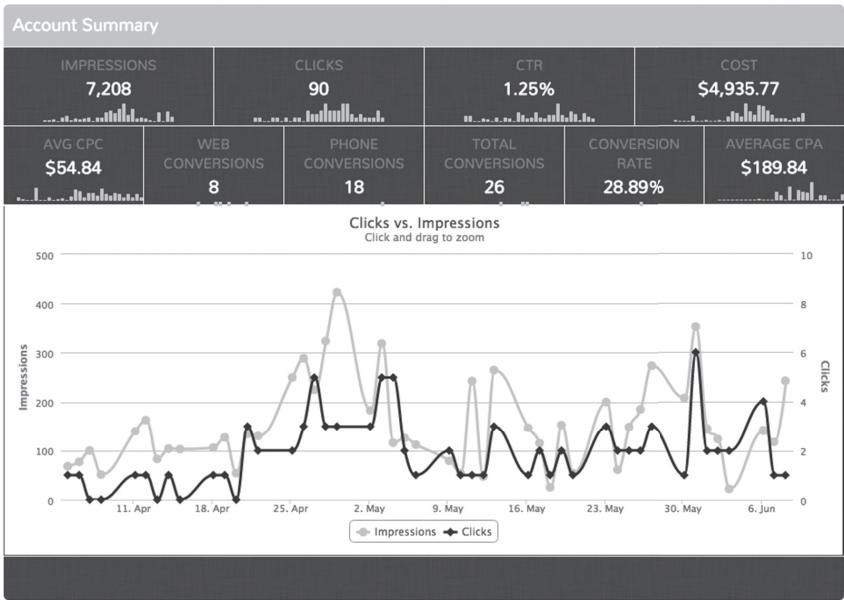 Account Summary
IMPRESSIONS
7,208
CLICKS
90
CTR
1.25%
COST
$4,935.77
AVG CPC
$54.84
WEB
CONVERSIONS
8
PHONE
CONVERSIONS
18
TOTAL
CONVERSIONS
26
CONVERSION
RATE
28.89%
AVERAGE CPA
$189.84
Clicks vs. Impressions
Click and drag to zoom
Impressions
500
400
300
200
100
0
10
8
6
4
2
0
Clicks
11. Apr
18. Apr
25. Apr
2. May
9. May
16. May
23. May
30. May
6. Jun
Impressions Clicks